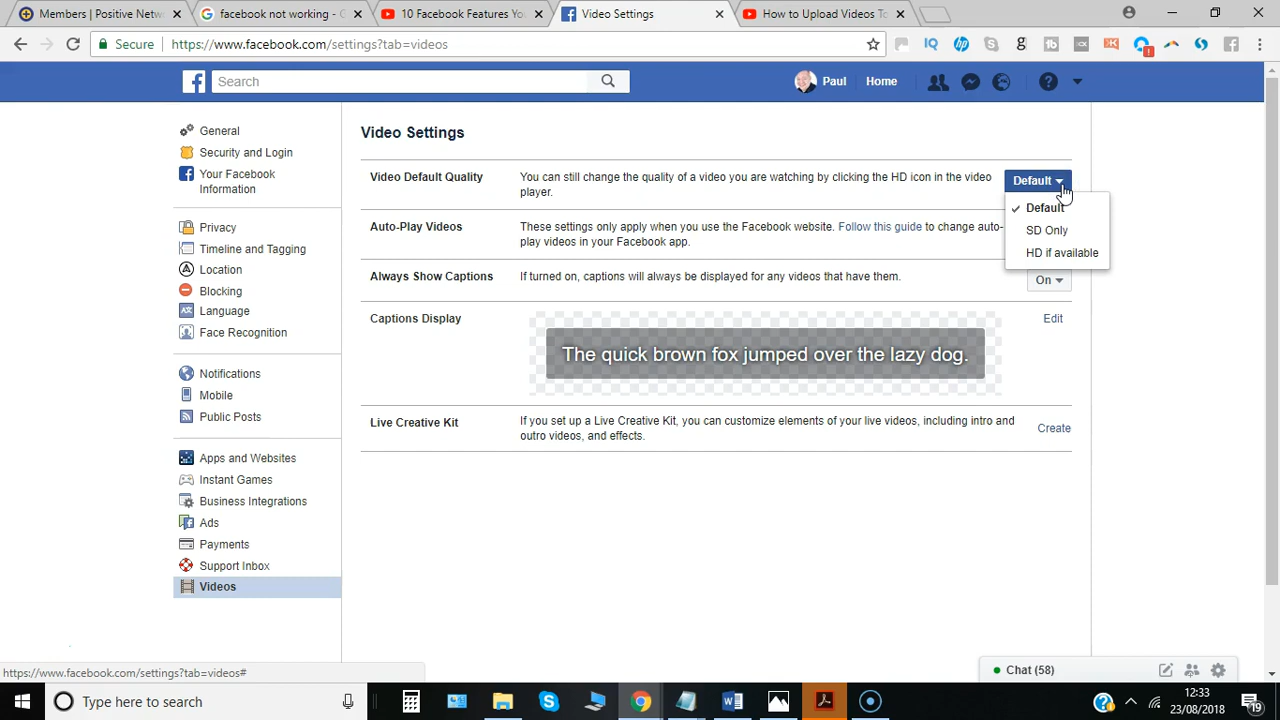 Members | Positive Netw
facebook not working - G
10 Facebook Features You
Video Settings
How to Upload Videos To
Secure
https://www.facebook.com/settings?tab=videos
Search
Paul
Home
General
Security and Login
Your Facebook
Information
Privacy
Timeline and Tagging
Location
Blocking
Language
Face Recognition
Notifications
Mobile
Public Posts
Apps and Websites
Instant Games
Business Integrations
Ads
Payments
Support Inbox
Videos
Video Settings
Video Default Quality
You can still change the quality of a video you are watching by clicking the HD icon in the video
player.
Default
Default
SD Only
HD if available
Auto-Play Videos
These settings only apply when you use the Facebook website. Follow this guide to change auto-
play videos in your Facebook app.
Always Show Captions
If turned on, captions will always be displayed for any videos that have them.
On
Captions Display
The quick brown fox jumped over the lazy dog.
Edit
Live Creative Kit
If you set up a Live Creative Kit, you can customize elements of your live videos, including intro and
outro videos, and effects.
Create
https://www.facebook.com/settings?tab=videos#
Chat (58)
Type here to search
12:33
23/08/2018
19